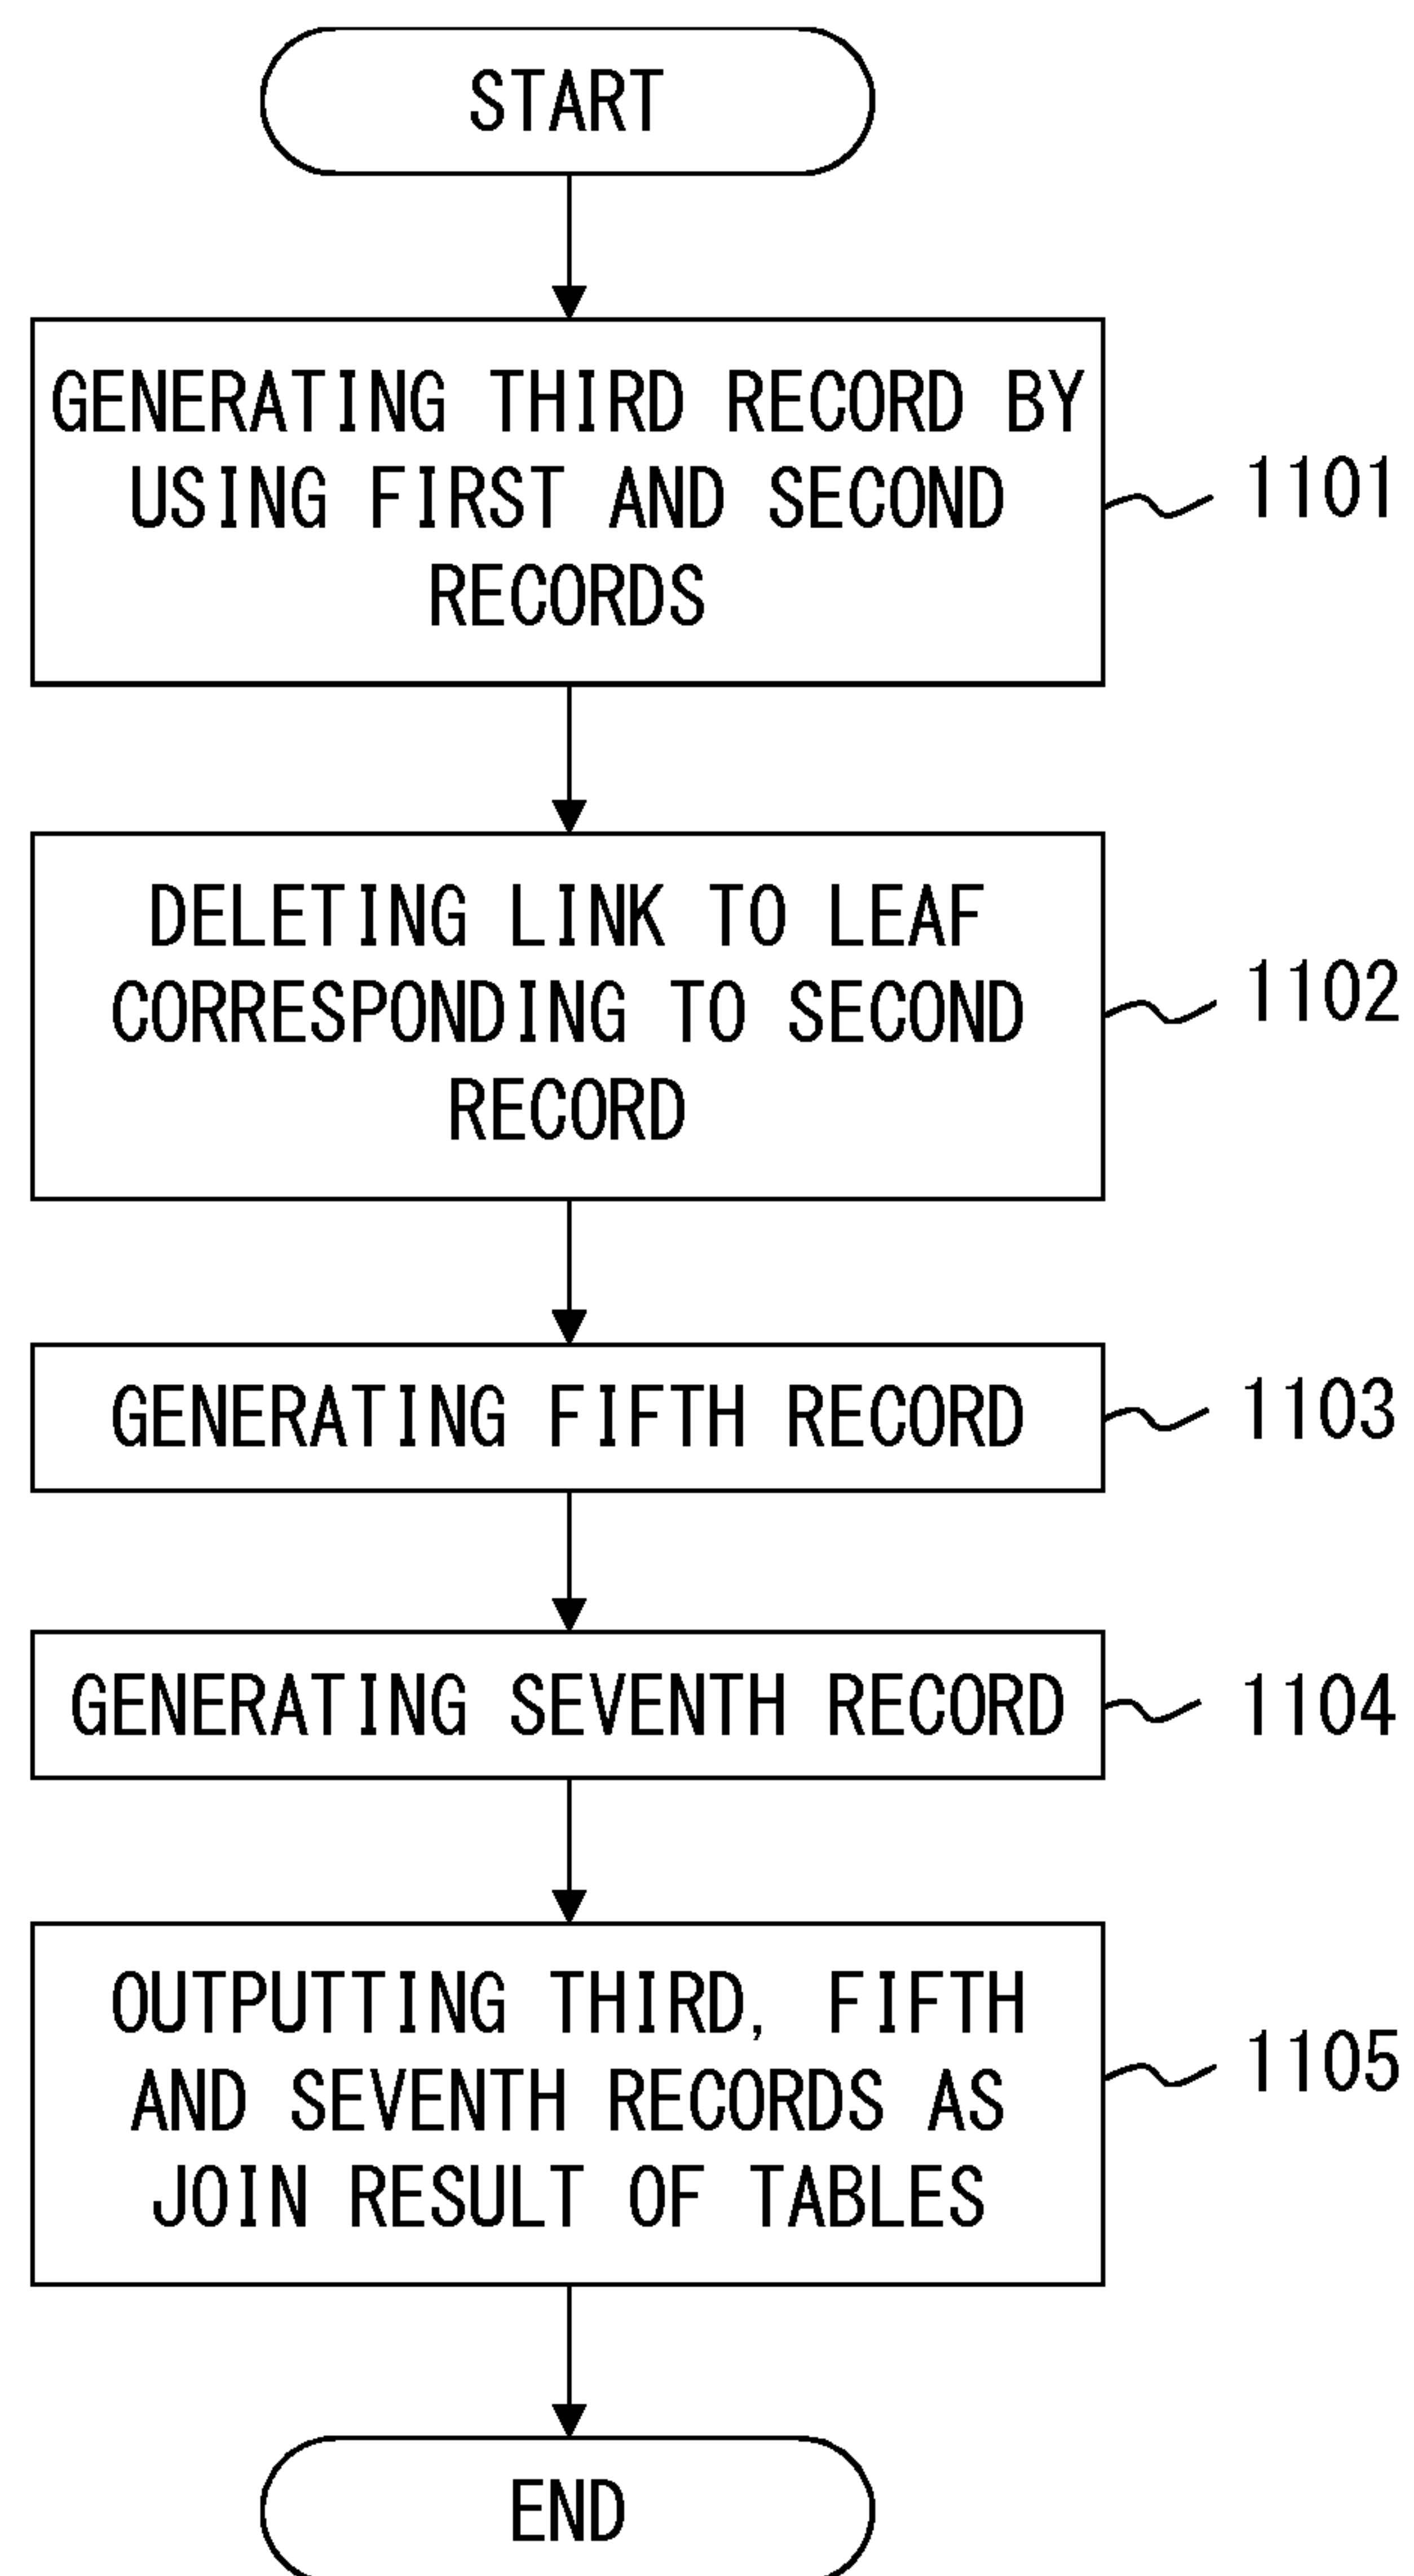 START
GENERATING THIRD RECORD BY
USING FIRST AND SECOND
RECORDS
1101
DELETING LINK TO LEAF
CORRESPONDING TO SECOND
RECORD
1102
GENERATING FIFTH RECORD
1103
GENERATING SEVENTH RECORD
1104
OUTPUTTING THIRD, FIFTH
AND SEVENTH RECORDS AS
JOIN RESULT OF TABLES
1105
END